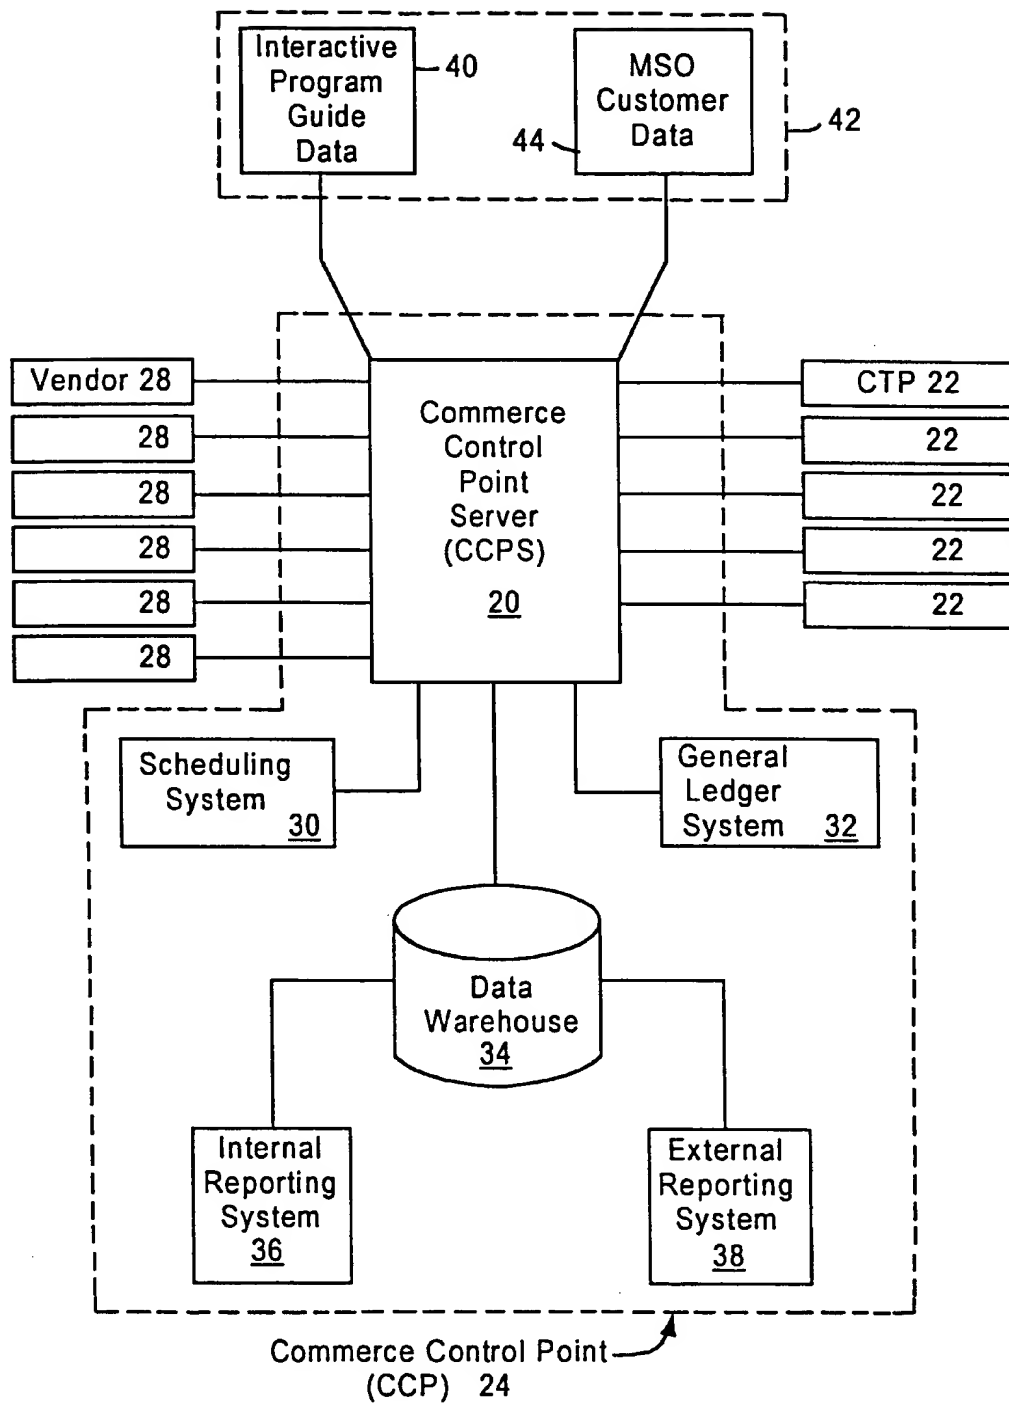 Interactive
Program
Guide
Data
40
MSO
Customer
Data
44
42
Vendor 28
28
28
28
28
28
Commerce
Control
Point
Server
(CCPS)
20
CTP 22
22
22
22
22
Scheduling
System
30
General
Ledger
System 32
Data
Warehouse
34
Internal
Reporting
System
36
External
Reporting
System
38
Commerce Control Point
(CCP) 24